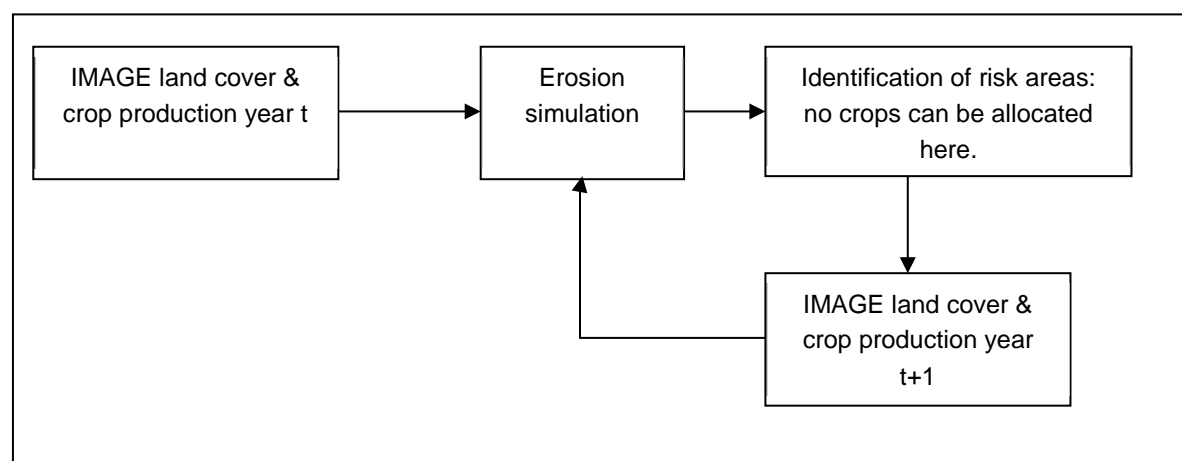 IMAGE land cover &
crop production year t
Erosion
simulation
Identification of risk areas:
no crops can be allocated
here.
IMAGE land cover &
crop production year
t+1